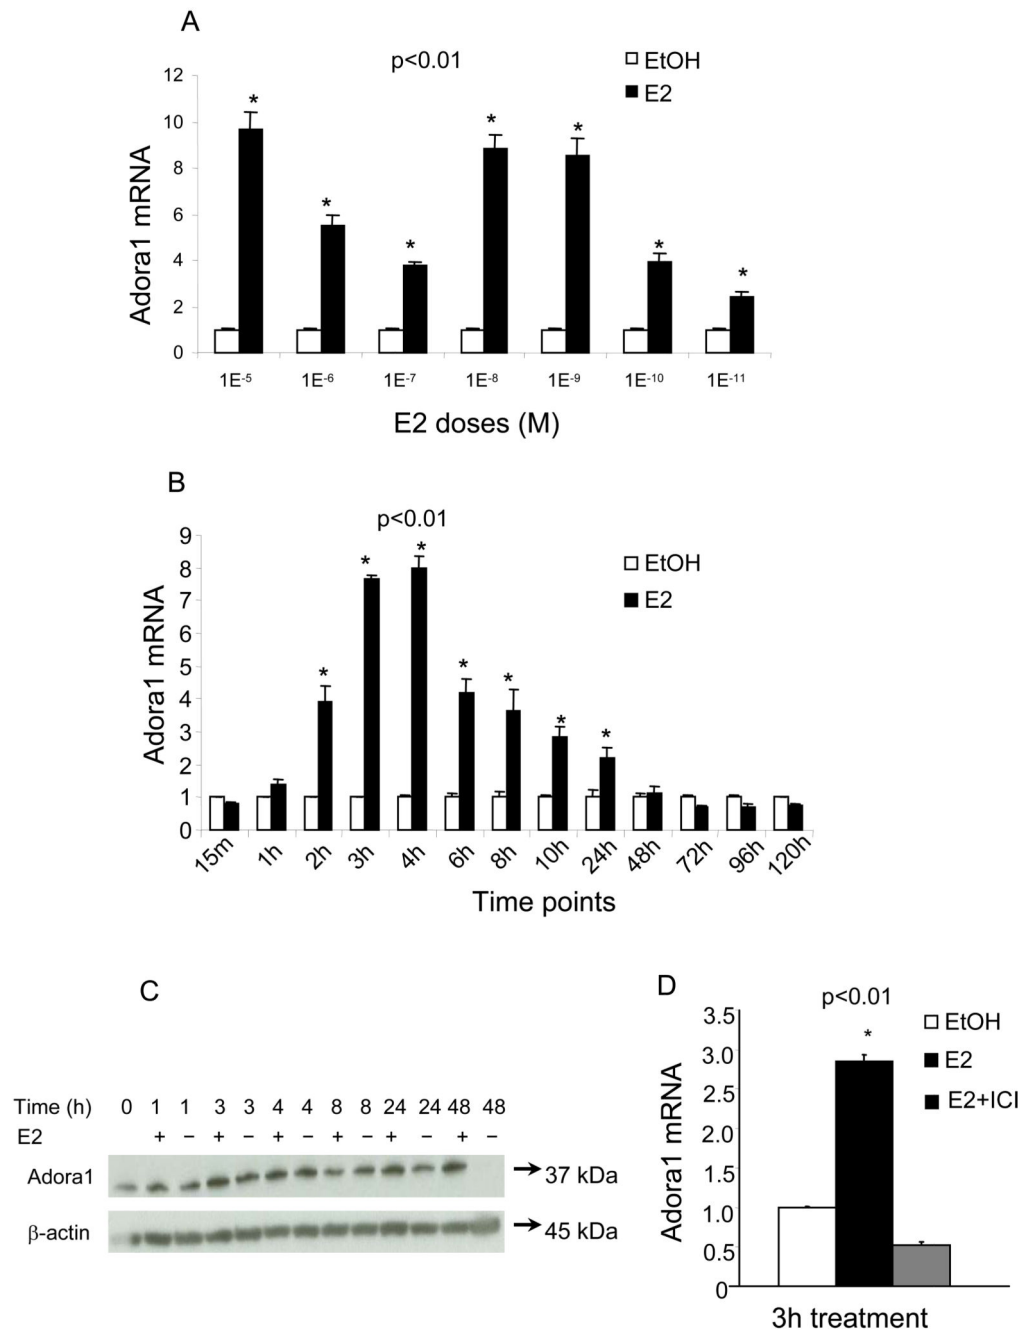 A
p<0.01
EtOH
E2
12
10
8
6
4
2
0
Adora1 mRNA
* * * * * * *
1E-5 1E-6 1E-7 1E-8 1E-9 1E-10 1E-11
E2 doses (M)
B
p<0.01
EtOH
E2
9
8
7
6
5
4
3
2
1
0
Adora1 mRNA
* * * * * * *
15m 1h 2h 3h 4h 6h 8h 10h 24h 48h 72h 96h 120h
Time points
C
Time (h) 0 1 1 3 3 4 4 8 8 24 24 48 48
E2 + − + − + − + − + − + −
Adora1 37 kDa
β-actin 45 kDa
D
p<0.01
*
EtOH
E2
E2+ICI
3.5
3.0
2.5
2.0
1.5
1.0
0.5
0
Adora1 mRNA
3h treatment